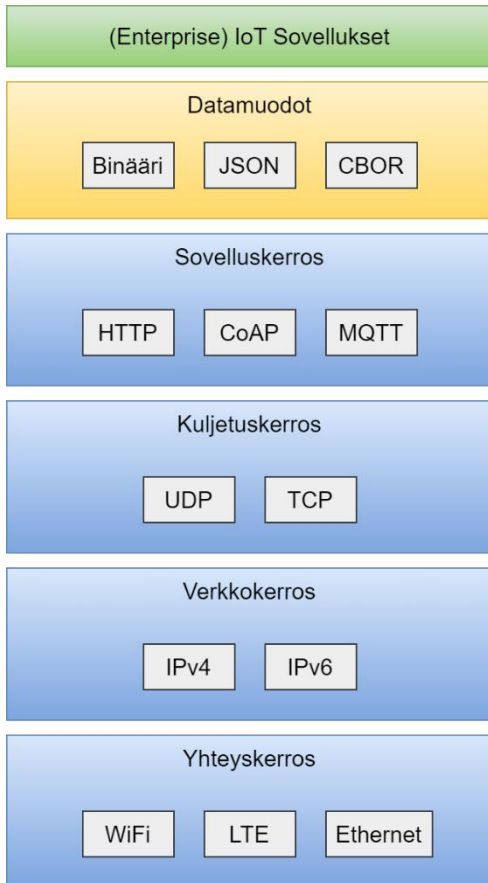 (Enterprise) IoT Sovellukset
Datamuodot
Binääri JSON CBOR
Sovelluskerros
HTTP CoAP MQTT
Kuljetuskerros
UDP TCP
Verkkokerros
IPv4 IPv6
Yhteyskerros
WiFi LTE Ethernet